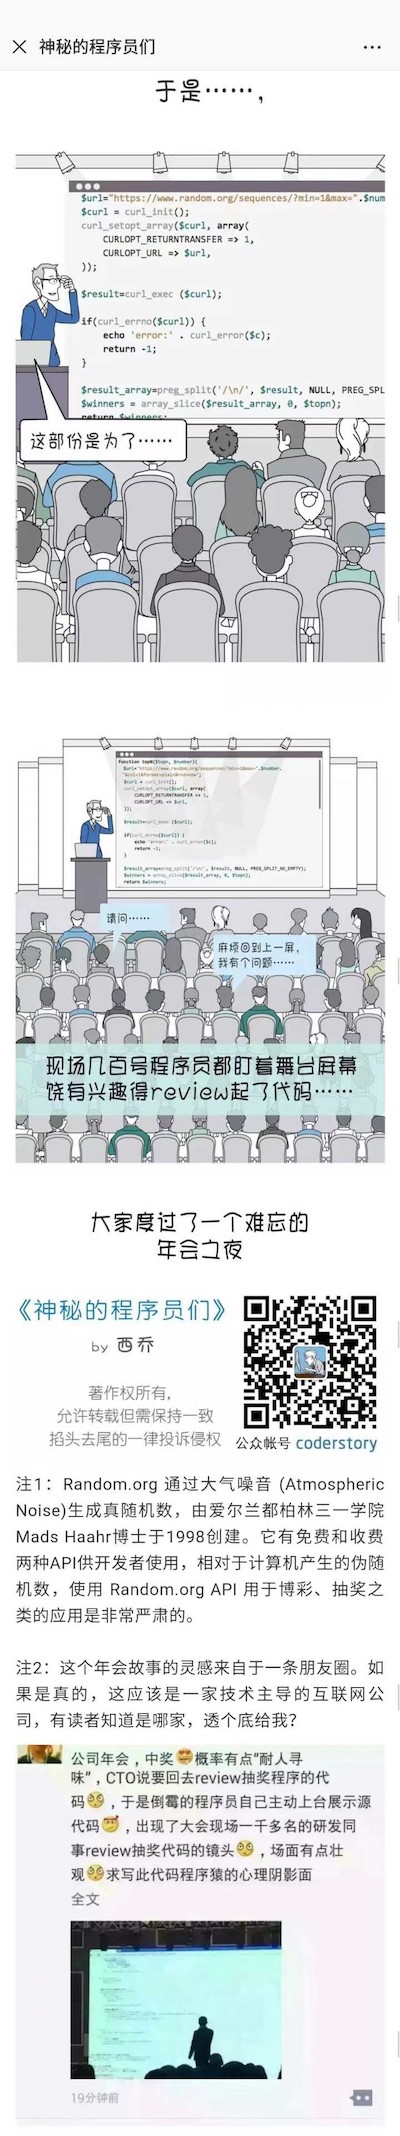 神秘的程序员们
于是……，
$url="https://www.random.org/sequences/?min=1&max=".$num
$curl = curl_init();
curl_setopt_array($curl, array(
CURLOPT_RETURNTRANSFER => 1,
CURLOPT_URL => $url,
));
$result=curl_exec ($curl);
if(curl_errno($curl)) {
echo 'error:' . curl_error($c);
return -1;
}
$result_array=preg_split('/\n/', $result, NULL, PREG_SPL
$winners = array_slice($result_array, 0, $topn);
return $winners;
这部份是为了……
function topN($topn, $number){
$url="https://www.random.org/sequences/?min=1&max=".$number.
"&col=1&format=plain&rnd=new";
$curl = curl_init();
curl_setopt_array($curl, array(
CURLOPT_RETURNTRANSFER => 1,
CURLOPT_URL => $url,
));
$result=curl_exec ($curl);
if(curl_errno($curl)) {
echo 'error:' . curl_error($c);
return -1;
}
$result_array=preg_split('/\n/', $result, NULL, PREG_SPLIT_NO_EMPTY);
$winners = array_slice($result_array, 0, $topn);
return $winners;
请问……
麻烦回到上一屏，
我有个问题……
现场几百号程序员都盯着舞台屏幕
饶有兴趣得review起了代码……
大家度过了一个难忘的
年会之夜
《神秘的程序员们》
by 西乔
著作权所有，
允许转载但需保持一致
掐头去尾的一律投诉侵权
公众帐号 coderstory
注1：Random.org 通过大气噪音 (Atmospheric
Noise)生成真随机数，由爱尔兰都柏林三一学院
Mads Haahr博士于1998创建。它有免费和收费
两种API供开发者使用，相对于计算机产生的伪随
机数，使用 Random.org API 用于博彩、抽奖之
类的应用是非常严肃的。
注2：这个年会故事的灵感来自于一条朋友圈。如
果是真的，这应该是一家技术主导的互联网公
司，有读者知道是哪家，透个底给我？
公司年会，中奖😍概率有点“耐人寻
味”，CTO说要回去review抽奖程序的代
码🙄，于是倒霉的程序员自己主动上台展示源
代码😷，出现了大会现场一千多名的研发同
事review抽奖代码的镜头🙄，场面有点壮
观🙄求写此代码程序猿的心理阴影面
全文
19分钟前